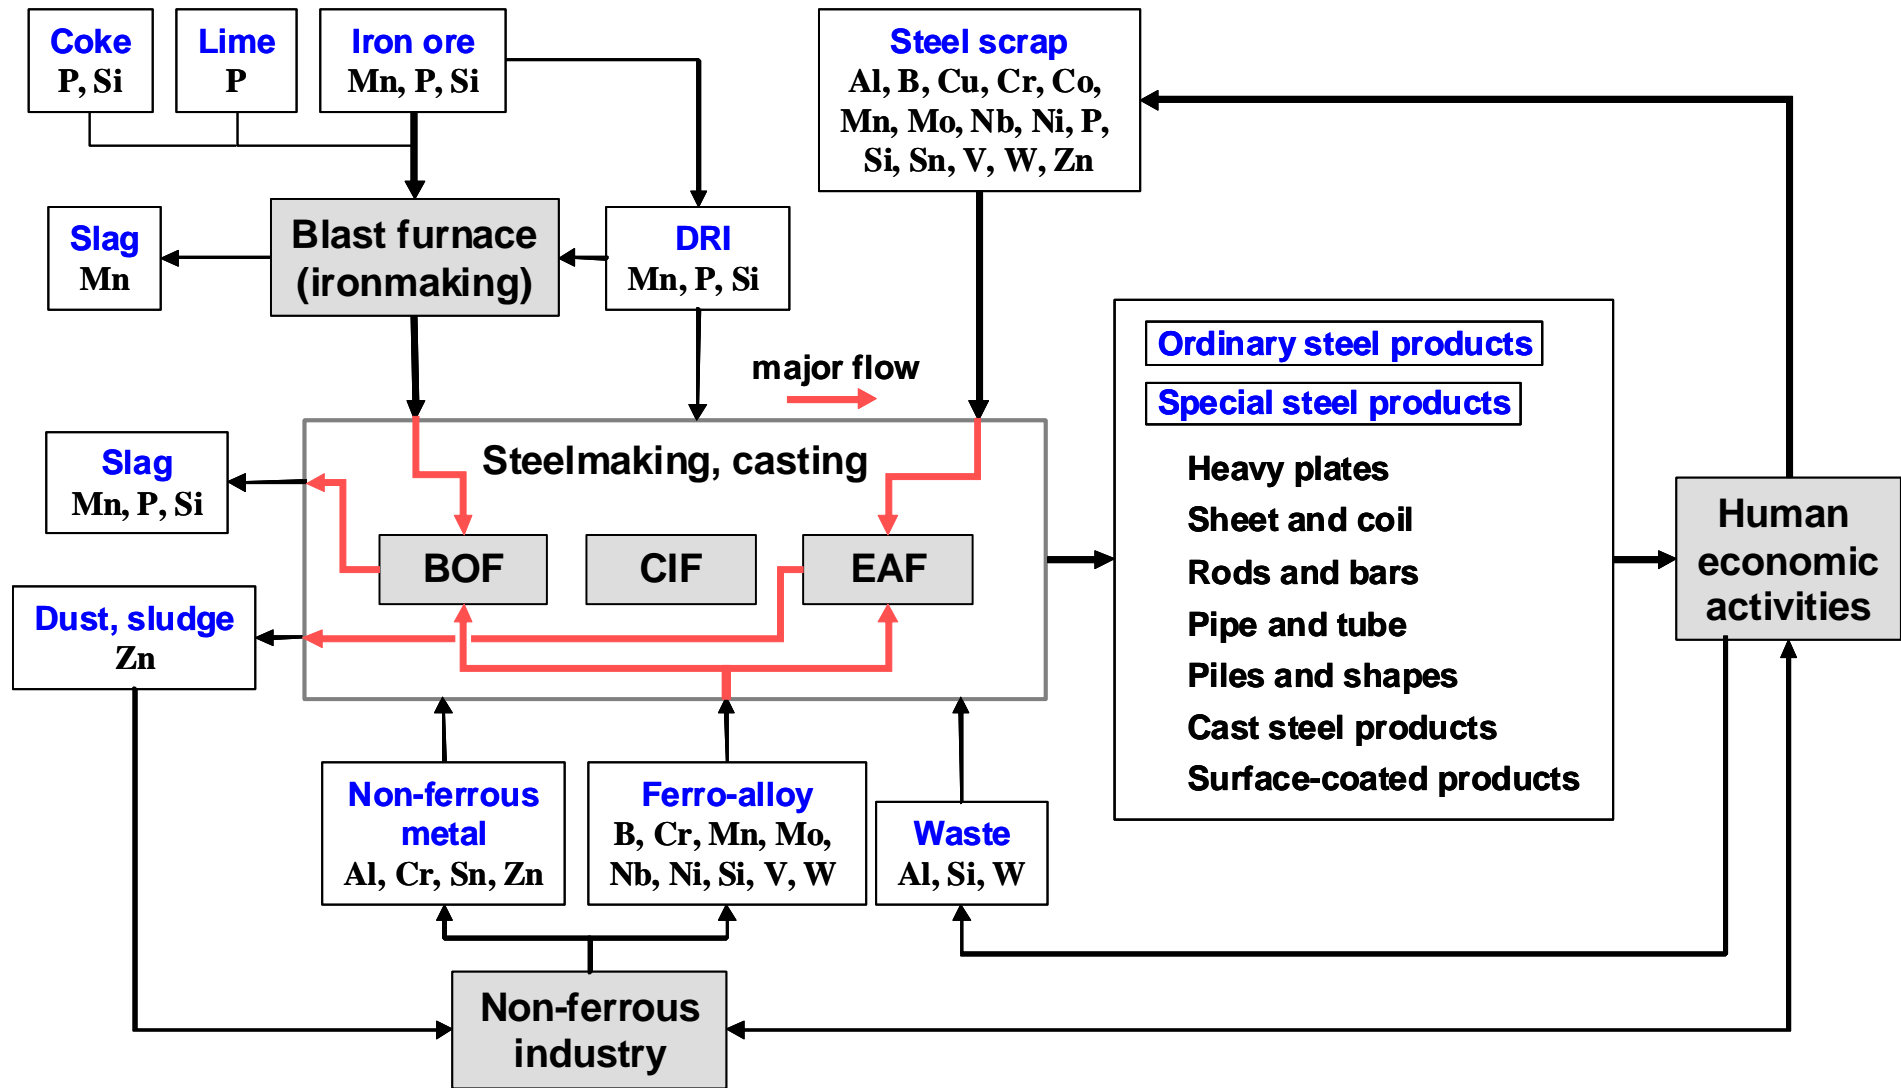 Coke
P, Si
Lime
P
Iron ore
Mn, P, Si
Steel scrap
Al, B, Cu, Cr, Co,
Mn, Mo, Nb, Ni, P,
Si, Sn, V, W, Zn
Slag
Mn
Blast furnace
(ironmaking)
DRI
Mn, P, Si
major flow
Ordinary steel products
Special steel products
Heavy plates
Sheet and coil
Rods and bars
Pipe and tube
Piles and shapes
Cast steel products
Surface-coated products
Steelmaking, casting
Slag
Mn, P, Si
BOF
CIF
EAF
Human
economic
activities
Dust, sludge
Zn
Non-ferrous
metal
Al, Cr, Sn, Zn
Ferro-alloy
B, Cr, Mn, Mo,
Nb, Ni, Si, V, W
Waste
Al, Si, W
Non-ferrous
industry